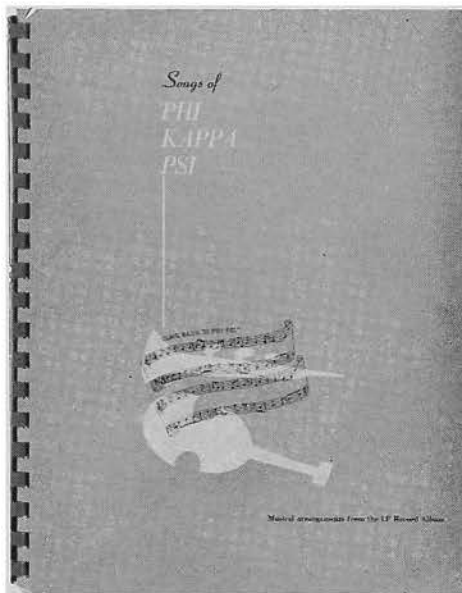 Songs of
PHI
KAPPA
PSI
Musical arrangements from the LP Record Album